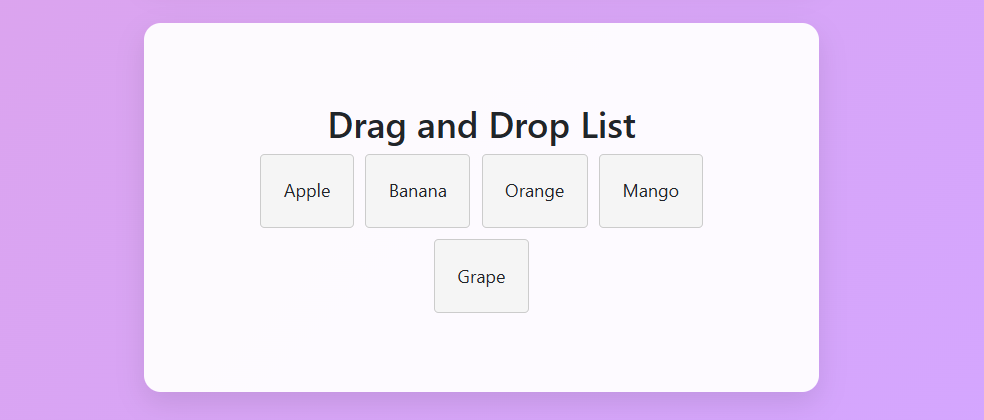 Drag and Drop List
Apple Banana Orange Mango
Grape